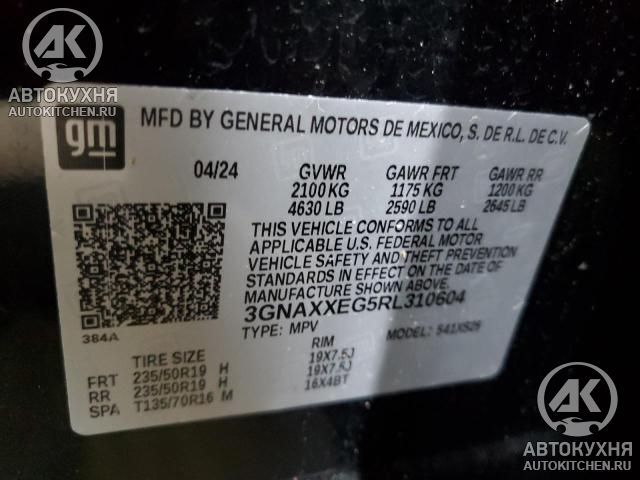 AK
АВТОКУХНЯ
AUTOKITCHEN.RU
gm
MFD BY GENERAL MOTORS DE MEXICO, S. DE R.L. DE C.V.
04/24 GVWR GAWR FRT GAWR RR
2100 KG 1175 KG 1200 KG
4630 LB 2590 LB 2645 LB
THIS VEHICLE CONFORMS TO ALL
APPLICABLE U.S. FEDERAL MOTOR
VEHICLE SAFETY AND THEFT PREVENTION
STANDARDS IN EFFECT ON THE DATE OF
MANUFACTURE SHOWN ABOVE.
3GNAXXEG5RL310604
384A TYPE: MPV MODEL: 541XS26
TIRE SIZE RIM
FRT 235/50R19 H 19X7.5J
RR 235/50R19 H 19X7.5J
SPA T135/70R16 M 16X4BT
AK
АВТОКУХНЯ
AUTOKITCHEN.RU